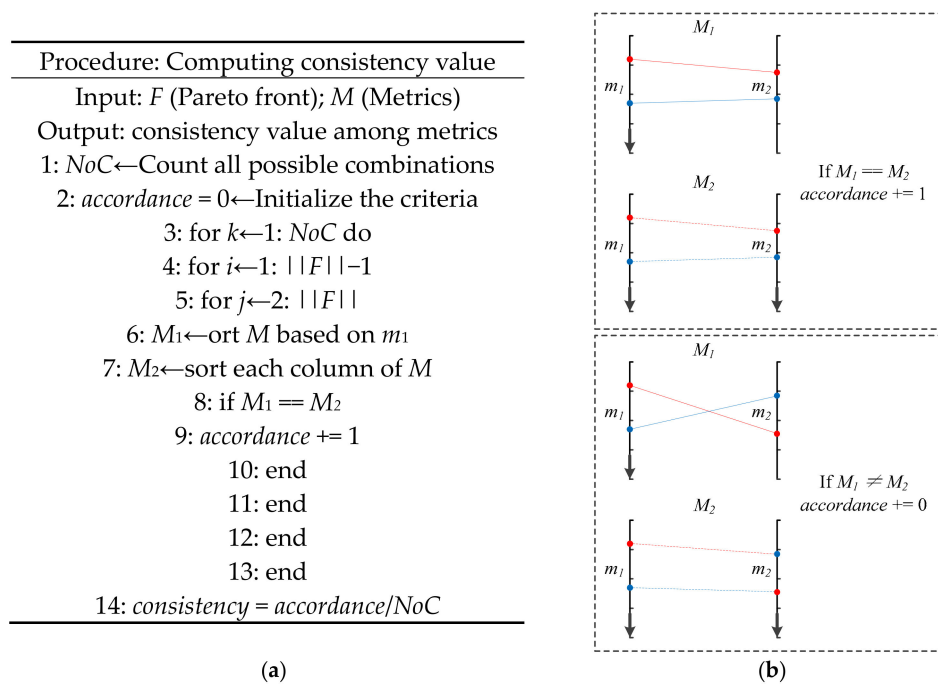 Procedure: Computing consistency value
Input: F (Pareto front); M (Metrics)
Output: consistency value among metrics
1: NoC←Count all possible combinations
2: accordance = 0←Initialize the criteria
3: for k←1: NoC do
4: for i←1: ||F||−1
5: for j←2: ||F||
6: M1←ort M based on m1
7: M2←sort each column of M
8: if M1 == M2
9: accordance += 1
10: end
11: end
12: end
13: end
14: consistency = accordance/NoC
(a)
M1
m1
m2
M2
m1
m2
If M1 == M2
accordance += 1
M1
m1
m2
M2
m1
m2
If M1 ≠ M2
accordance += 0
(b)